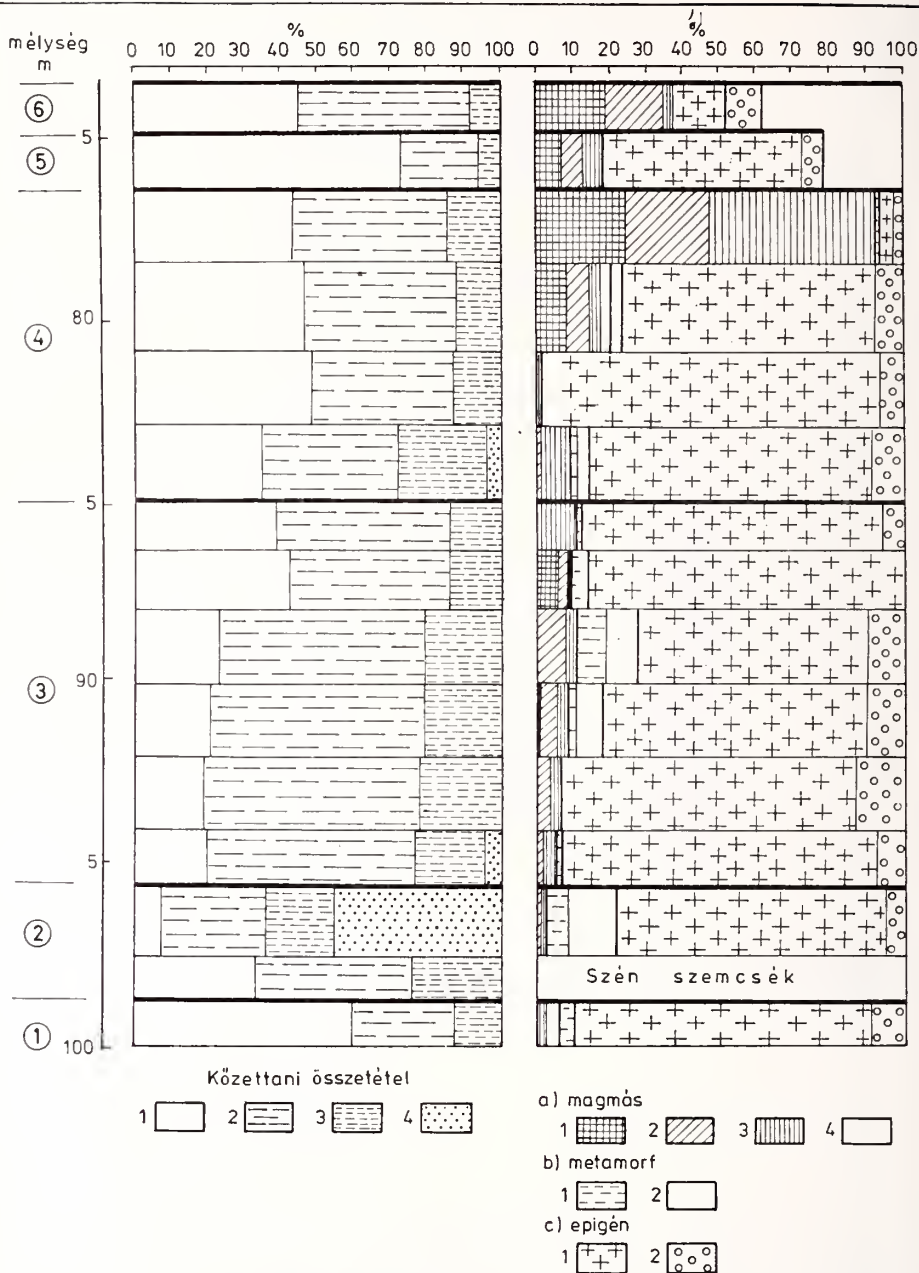 %
%
mélység
m
0 10 20 30 40 50 60 70 80 90 100
0 10 20 30 40 50 60 70 80 90 100
6
5
5
80
4
5
90
3
5
2
Szén szemcsék
1
100
Kőzettani összetétel
1 2 3 4
a) magmás
1 2 3 4
b) metamorf
1 2
c) epigén
1 2